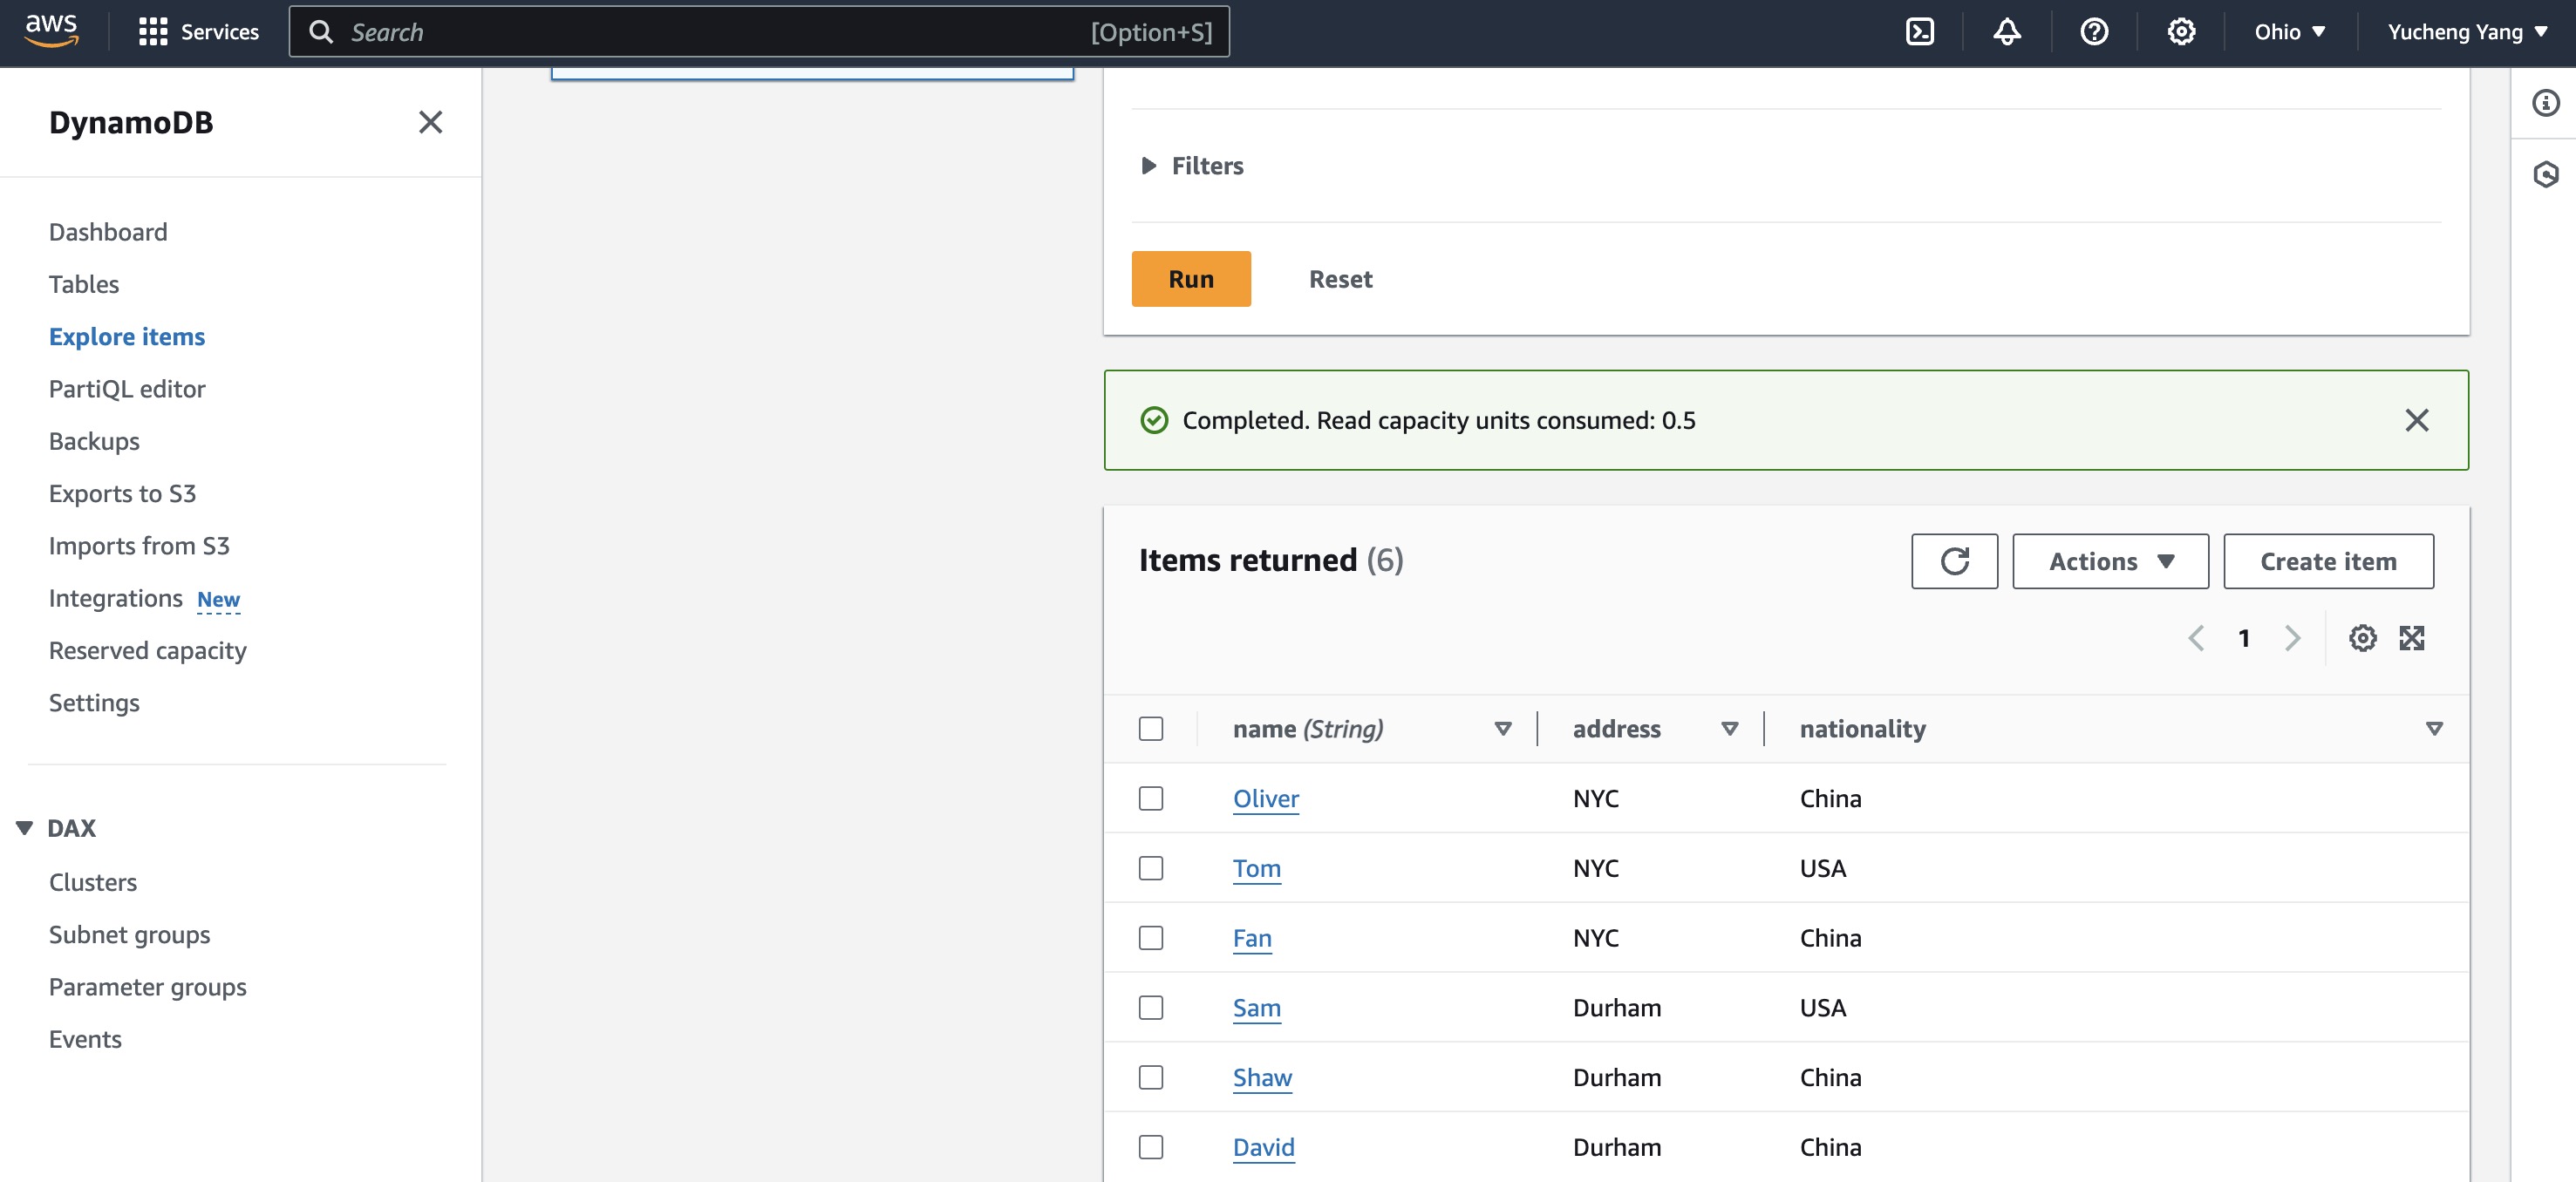 aws Services Search [Option+S] Ohio Yucheng Yang
DynamoDB
Dashboard
Tables
Explore items
PartiQL editor
Backups
Exports to S3
Imports from S3
Integrations New
Reserved capacity
Settings
DAX
Clusters
Subnet groups
Parameter groups
Events
Filters
Run Reset
Completed. Read capacity units consumed: 0.5
Items returned (6) Actions Create item
1
name (String) address nationality
Oliver NYC China
Tom NYC USA
Fan NYC China
Sam Durham USA
Shaw Durham China
David Durham China